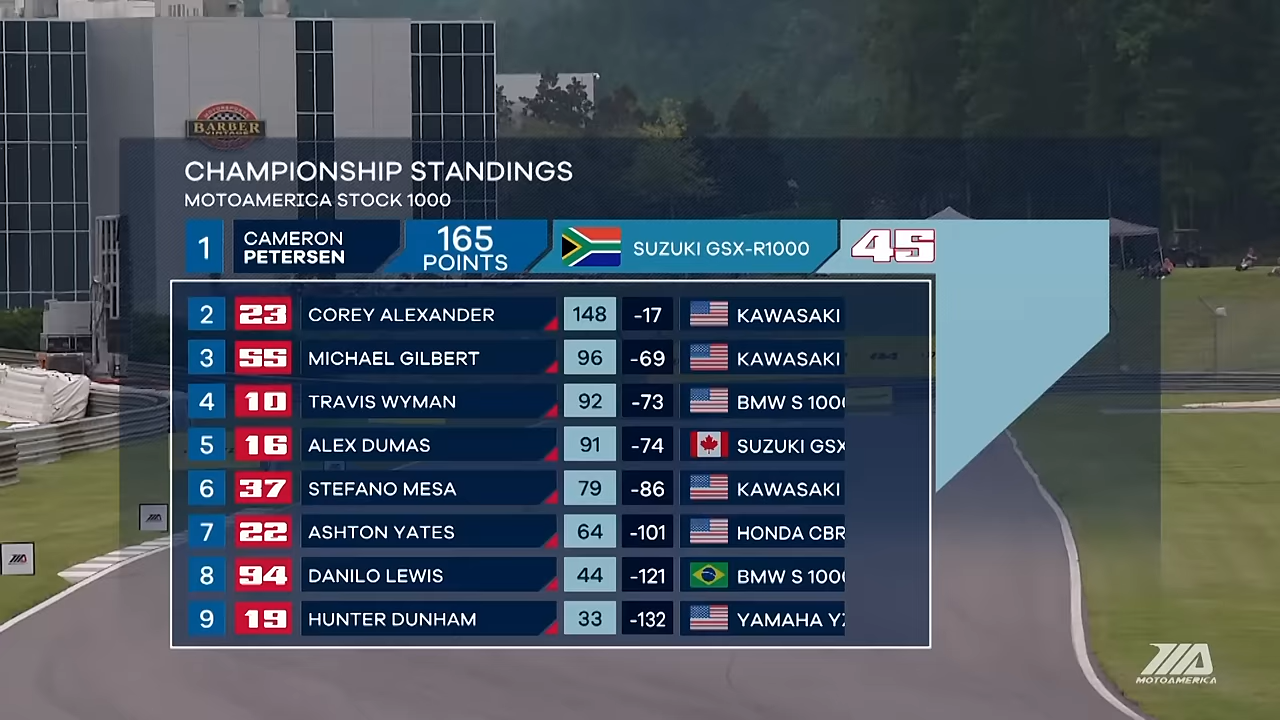 MOTORSPORTS
BARBER
VINTAGE
CHAMPIONSHIP STANDINGS
MOTOAMERICA STOCK 1000
1 CAMERON PETERSEN 165 POINTS SUZUKI GSX-R1000 45
2 23 COREY ALEXANDER 148 -17 KAWASAKI
3 55 MICHAEL GILBERT 96 -69 KAWASAKI
4 10 TRAVIS WYMAN 92 -73 BMW S 100
5 16 ALEX DUMAS 91 -74 SUZUKI GSX
6 37 STEFANO MESA 79 -86 KAWASAKI
7 22 ASHTON YATES 64 -101 HONDA CBR
8 94 DANILO LEWIS 44 -121 BMW S 100
9 19 HUNTER DUNHAM 33 -132 YAMAHA YZ
MOTOAMERICA